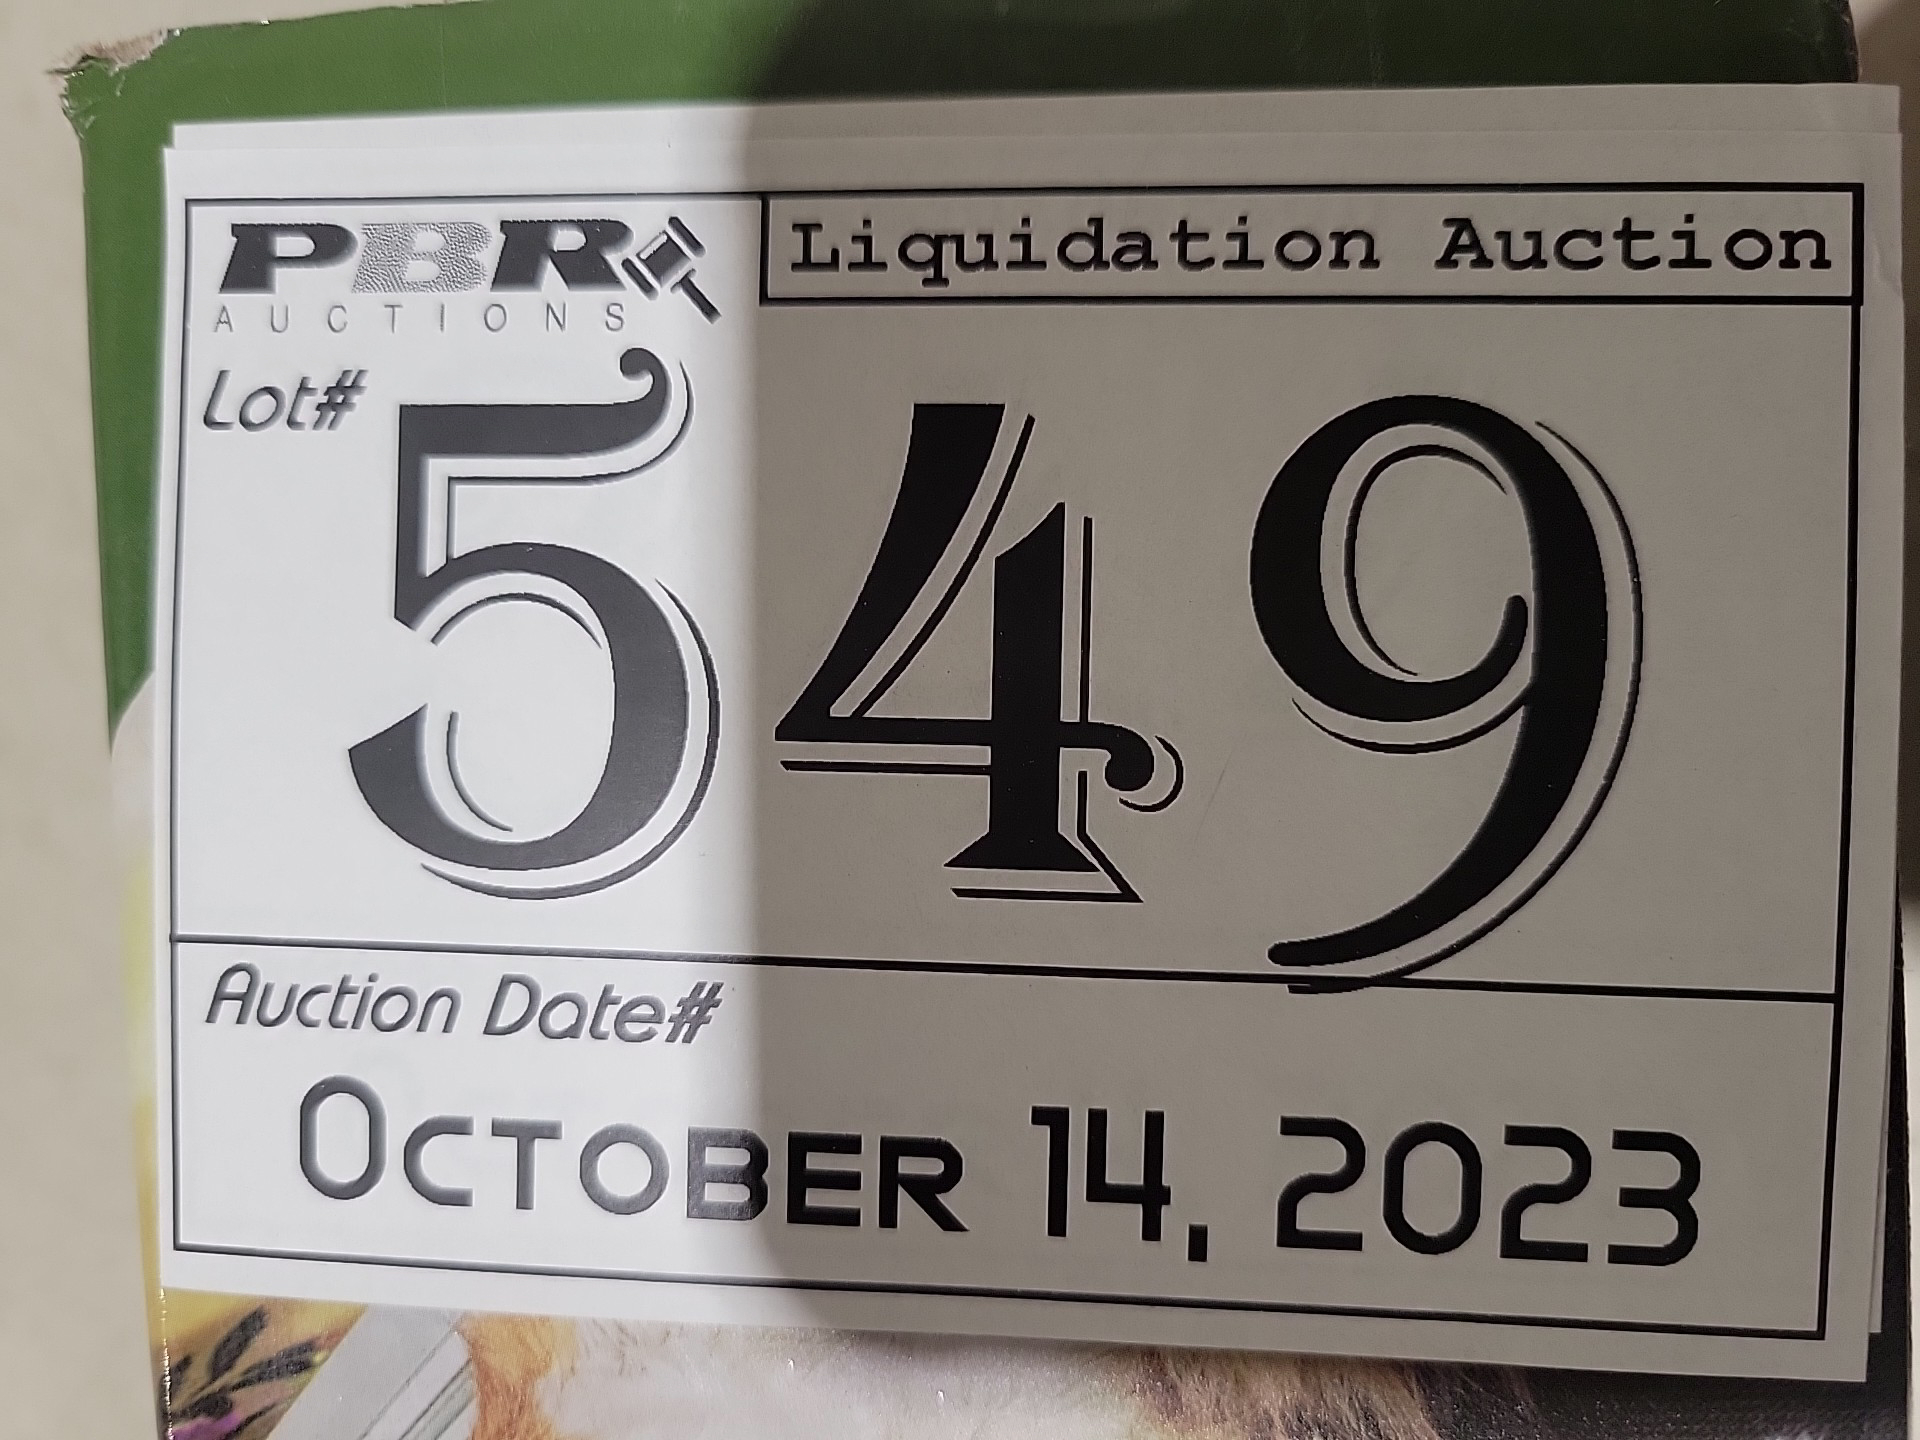 PBR
AUCTIONS
Liquidation Auction
Lot#
549
Auction Date#
October 14, 2023